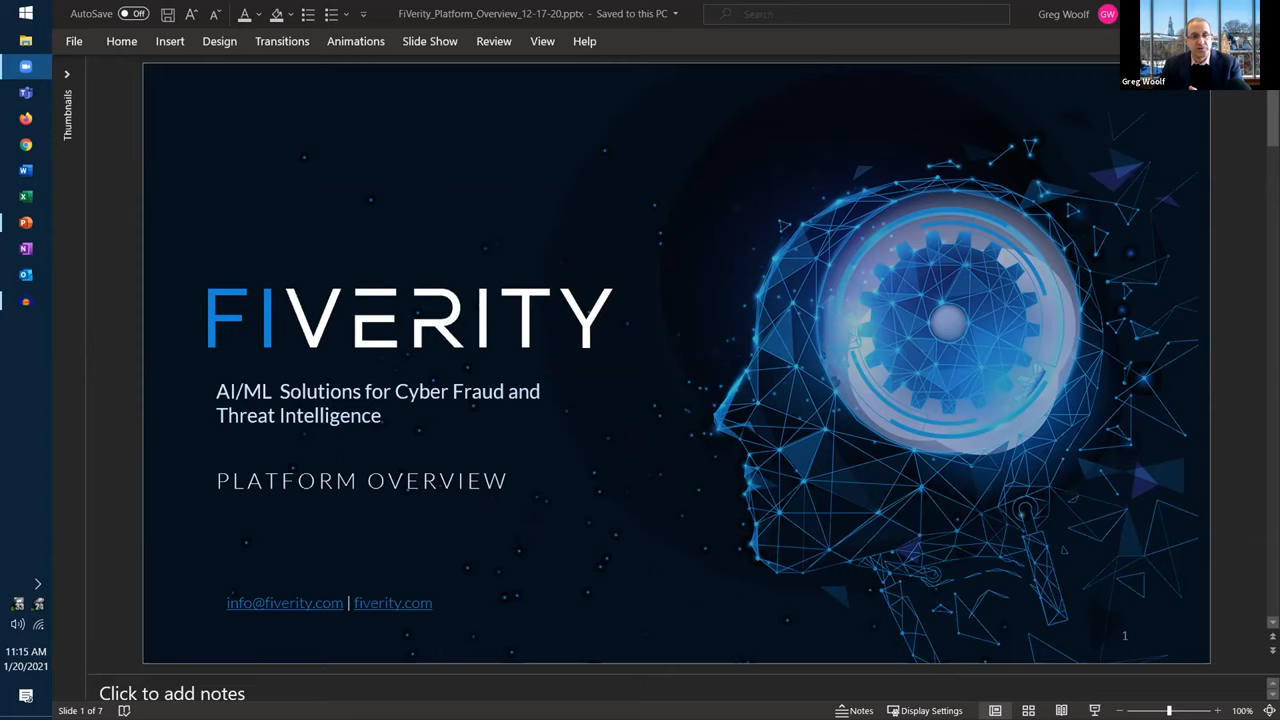 AutoSave Off
FiVerity_Platform_Overview_12-17-20.pptx - Saved to this PC
Search
Greg Woolf GW
File Home Insert Design Transitions Animations Slide Show Review View Help
Greg Woolf
Thumbnails
FIVERITY
AI/ML Solutions for Cyber Fraud and
Threat Intelligence
PLATFORM OVERVIEW
info@fiverity.com | fiverity.com
1
11:15 AM
1/20/2021
Click to add notes
Slide 1 of 7
Notes Display Settings 100%